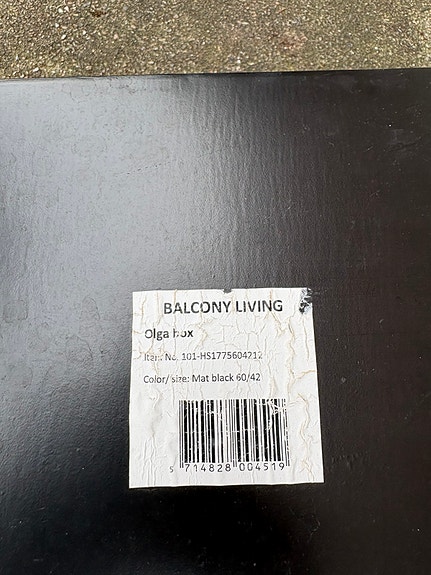 BALCONY LIVING
Olga box
Item No. 101-HS1775604212
Color/ size: Mat black 60/42
5 714828 004519